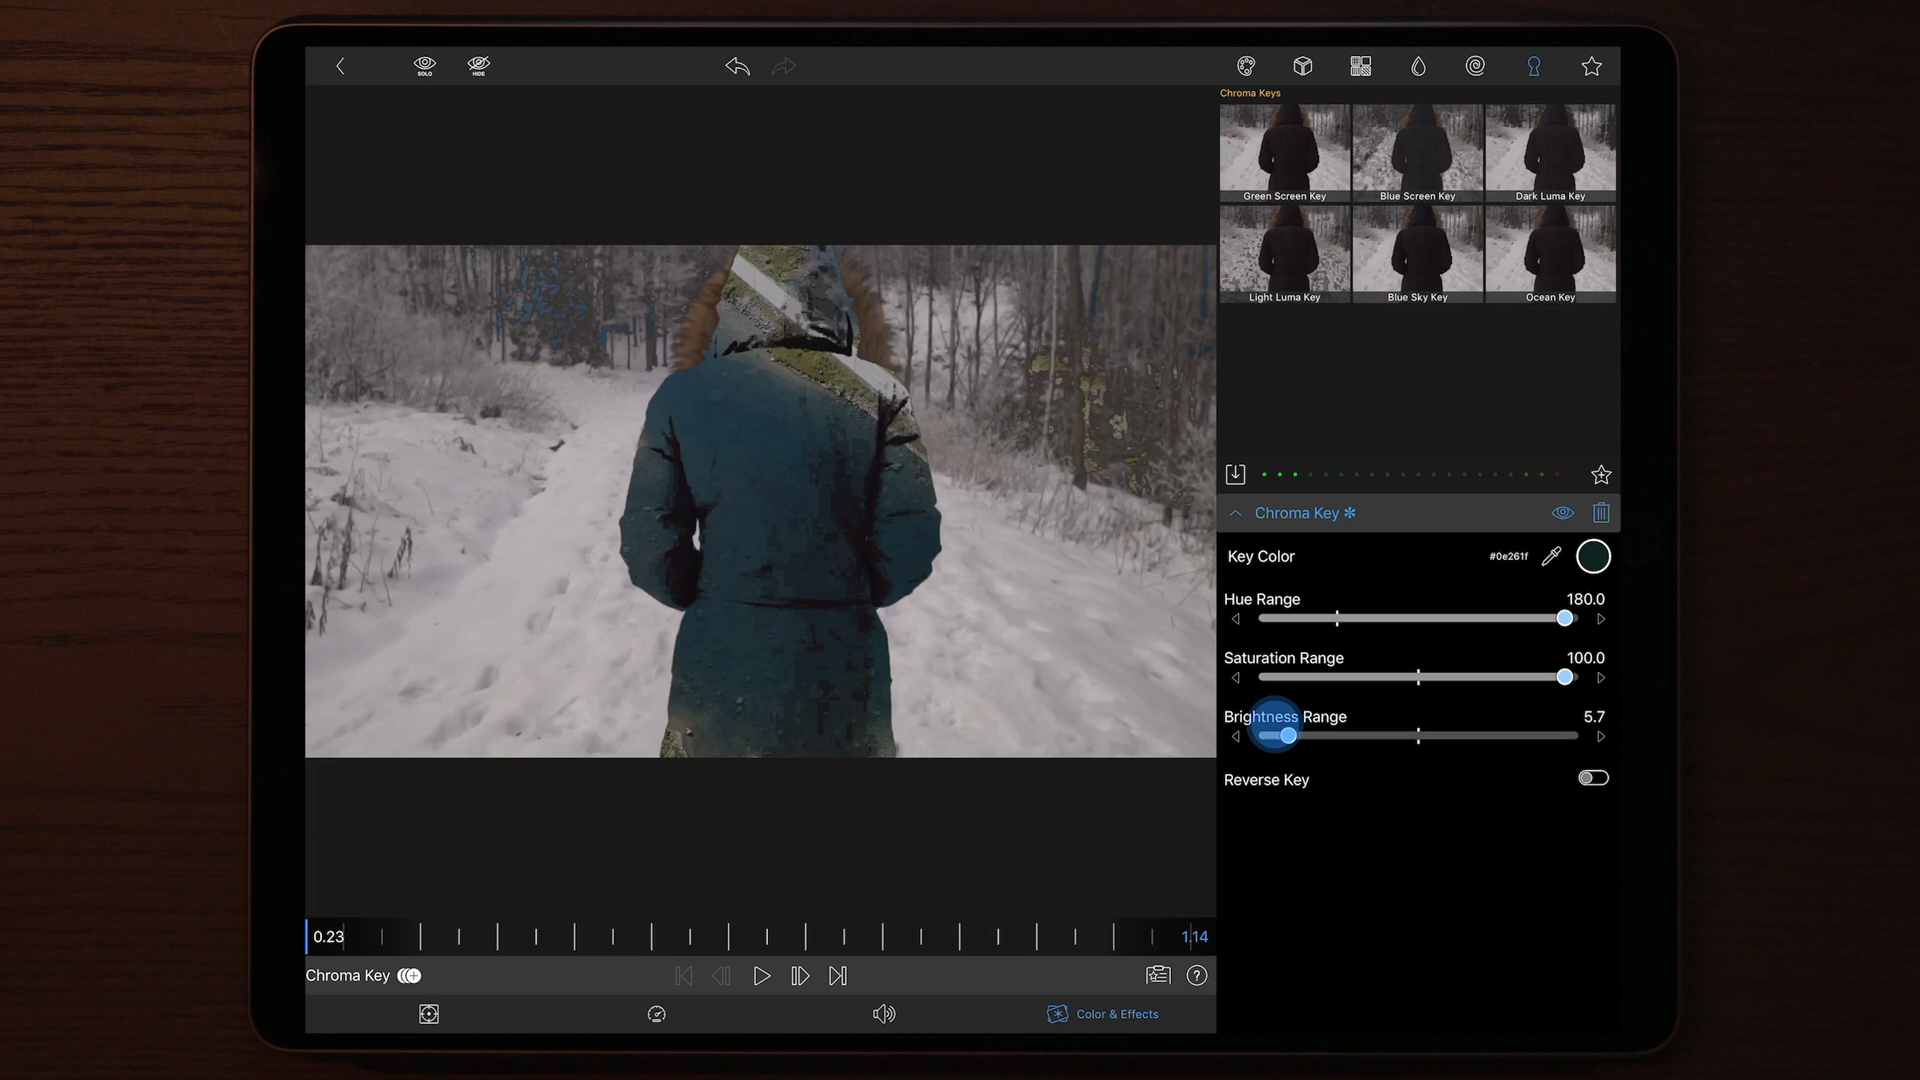 SOLO
HIDE
Chroma Keys
Green Screen Key
Blue Screen Key
Dark Luma Key
Light Luma Key
Blue Sky Key
Ocean Key
Chroma Key ✻
Key Color
#0e261f
Hue Range
180.0
Saturation Range
100.0
Brightness Range
5.7
Reverse Key
0.23
1.14
Chroma Key
?
Color & Effects